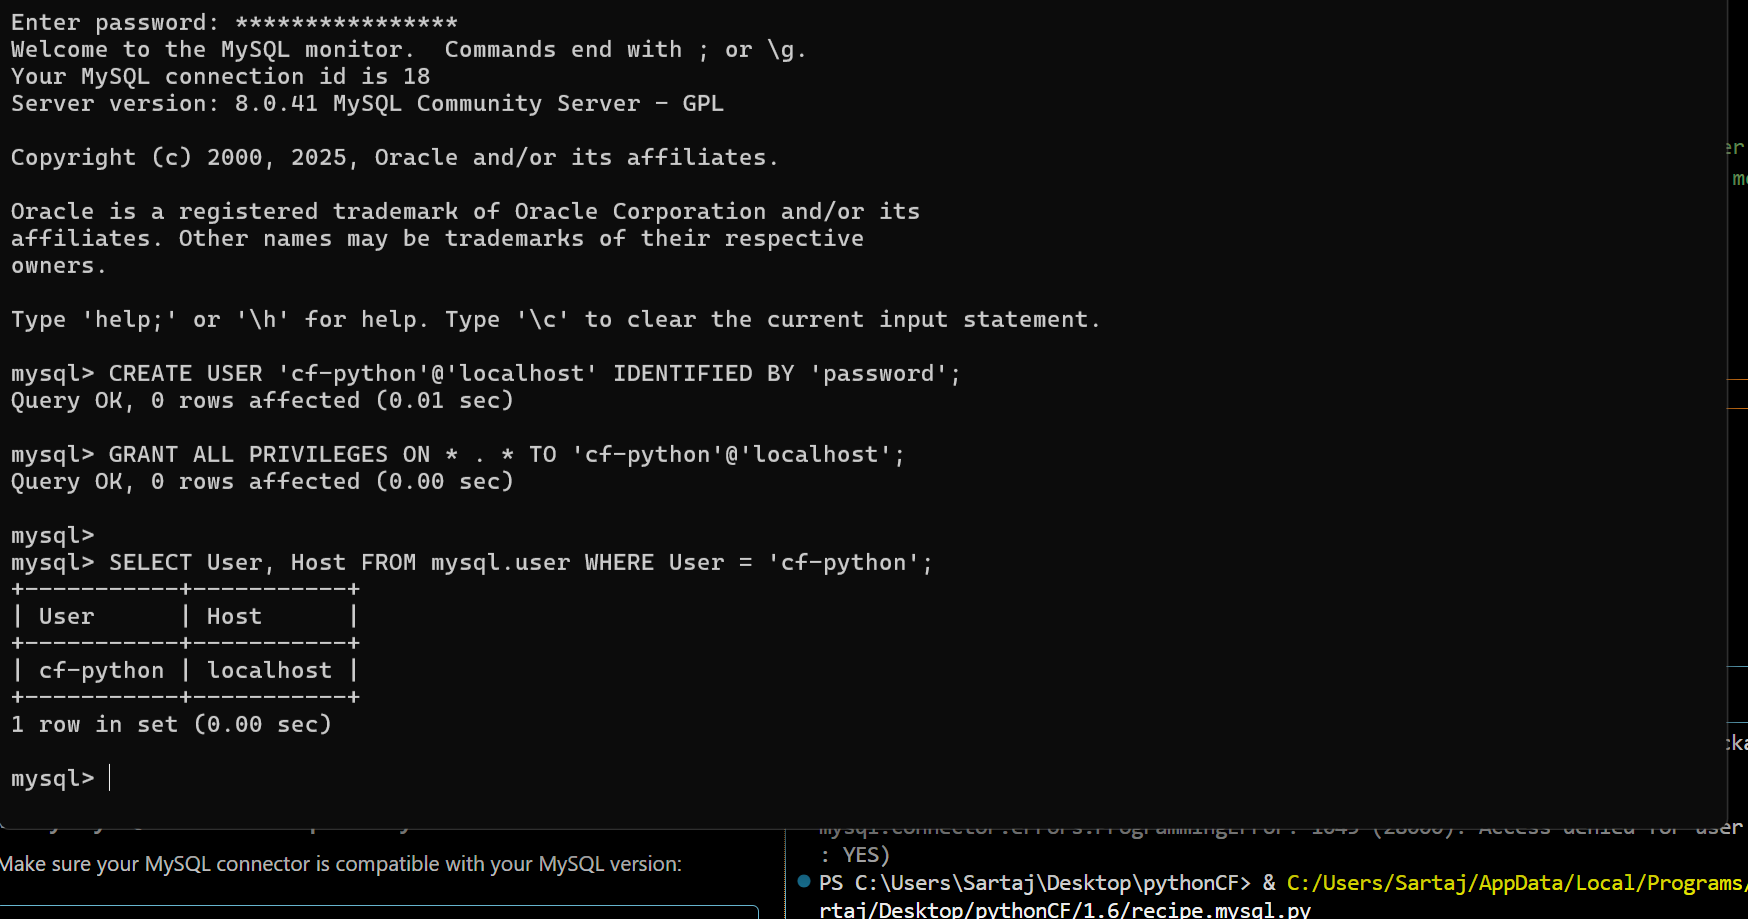 Enter password: ****************
Welcome to the MySQL monitor.  Commands end with ; or \g.
Your MySQL connection id is 18
Server version: 8.0.41 MySQL Community Server - GPL
Copyright (c) 2000, 2025, Oracle and/or its affiliates.
Oracle is a registered trademark of Oracle Corporation and/or its
affiliates. Other names may be trademarks of their respective
owners.
Type 'help;' or '\h' for help. Type '\c' to clear the current input statement.
mysql> CREATE USER 'cf-python'@'localhost' IDENTIFIED BY 'password';
Query OK, 0 rows affected (0.01 sec)
mysql> GRANT ALL PRIVILEGES ON * . * TO 'cf-python'@'localhost';
Query OK, 0 rows affected (0.00 sec)
mysql>
mysql> SELECT User, Host FROM mysql.user WHERE User = 'cf-python';
+-----------+-----------+
| User      | Host      |
+-----------+-----------+
| cf-python | localhost |
+-----------+-----------+
1 row in set (0.00 sec)
mysql>
mysql.connector.errors.ProgrammingError: 1045 (28000): Access denied for user
: YES)
Make sure your MySQL connector is compatible with your MySQL version:
PS C:\Users\Sartaj\Desktop\pythonCF> & C:/Users/Sartaj/AppData/Local/Programs/
rtaj/Desktop/pythonCF/1.6/recipe.mysql.py